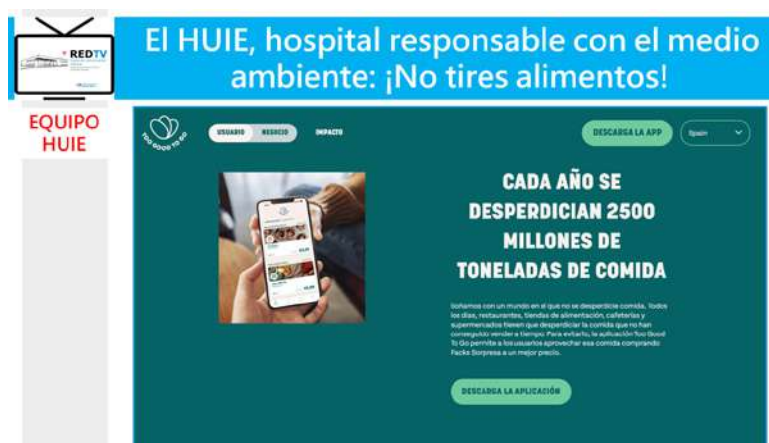 REDTV
El HUIE, hospital responsable con el medio
ambiente: ¡No tires alimentos!
EQUIPO
HUIE
TOO GOOD TO GO
USUARIO NEGOCIO IMPACTO
DESCARGA LA APP
Spain
CADA AÑO SE
DESPERDICIAN 2500
MILLONES DE
TONELADAS DE COMIDA
Soñamos con un mundo en el que no se desperdicie comida. Todos
los días, restaurantes, tiendas de alimentación, cafeterías y
supermercados tienen que desperdiciar la comida que no han
conseguido vender a tiempo. Para evitarlo, la aplicación Too Good
To Go permite a los usuarios aprovechar esa comida comprando
Packs Sorpresa a un mejor precio.
DESCARGA LA APLICACIÓN